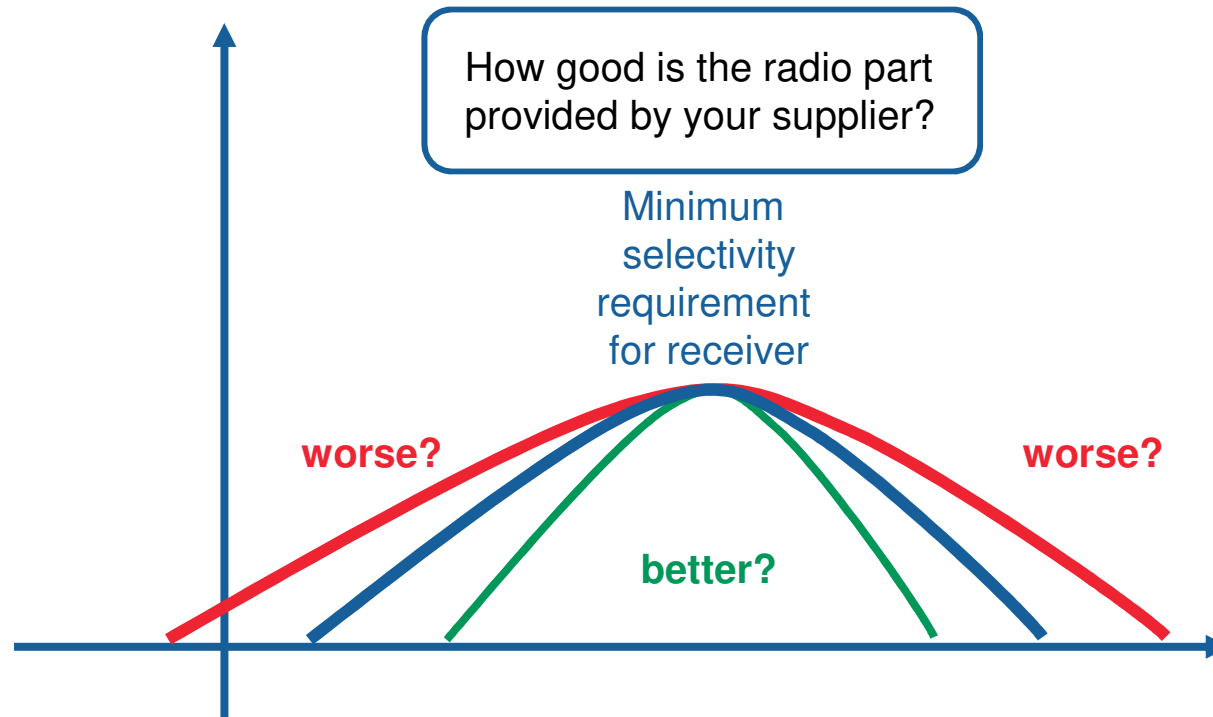 How good is the radio part
provided by your supplier?
Minimum
selectivity
requirement
for receiver
worse?
worse?
better?